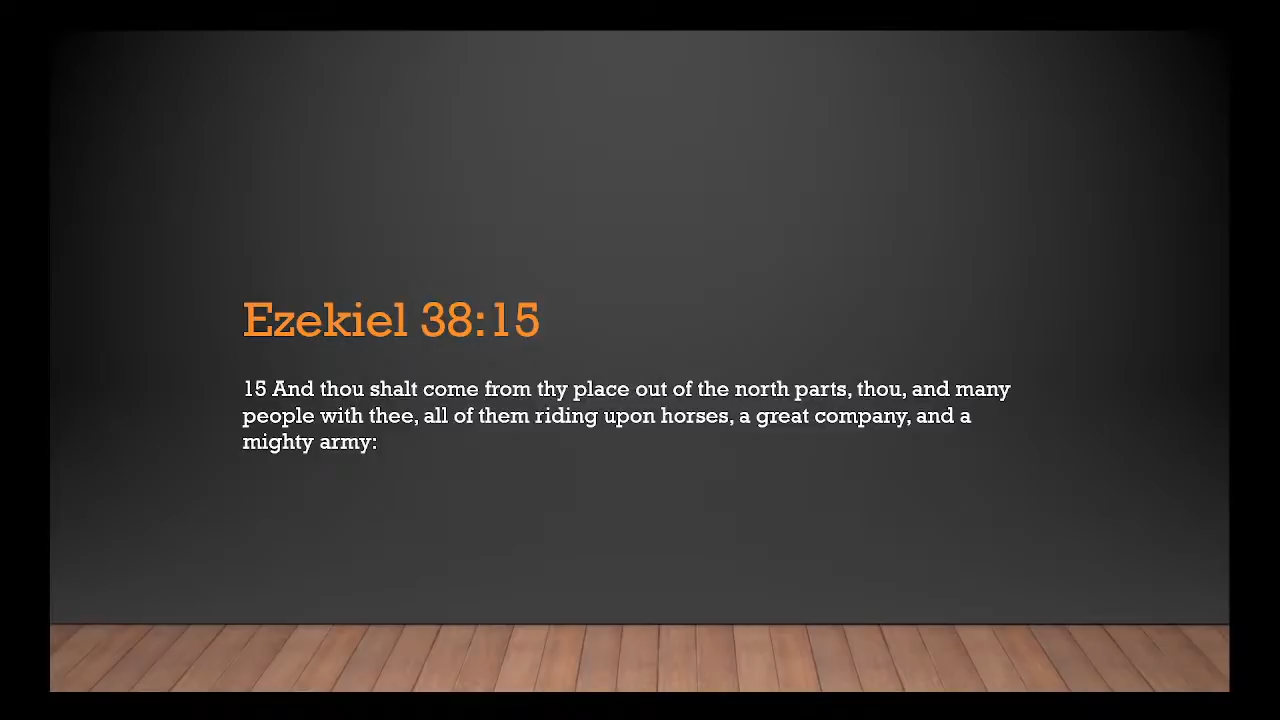 Ezekiel 38:15
15 And thou shalt come from thy place out of the north parts, thou, and many
people with thee, all of them riding upon horses, a great company, and a
mighty army: